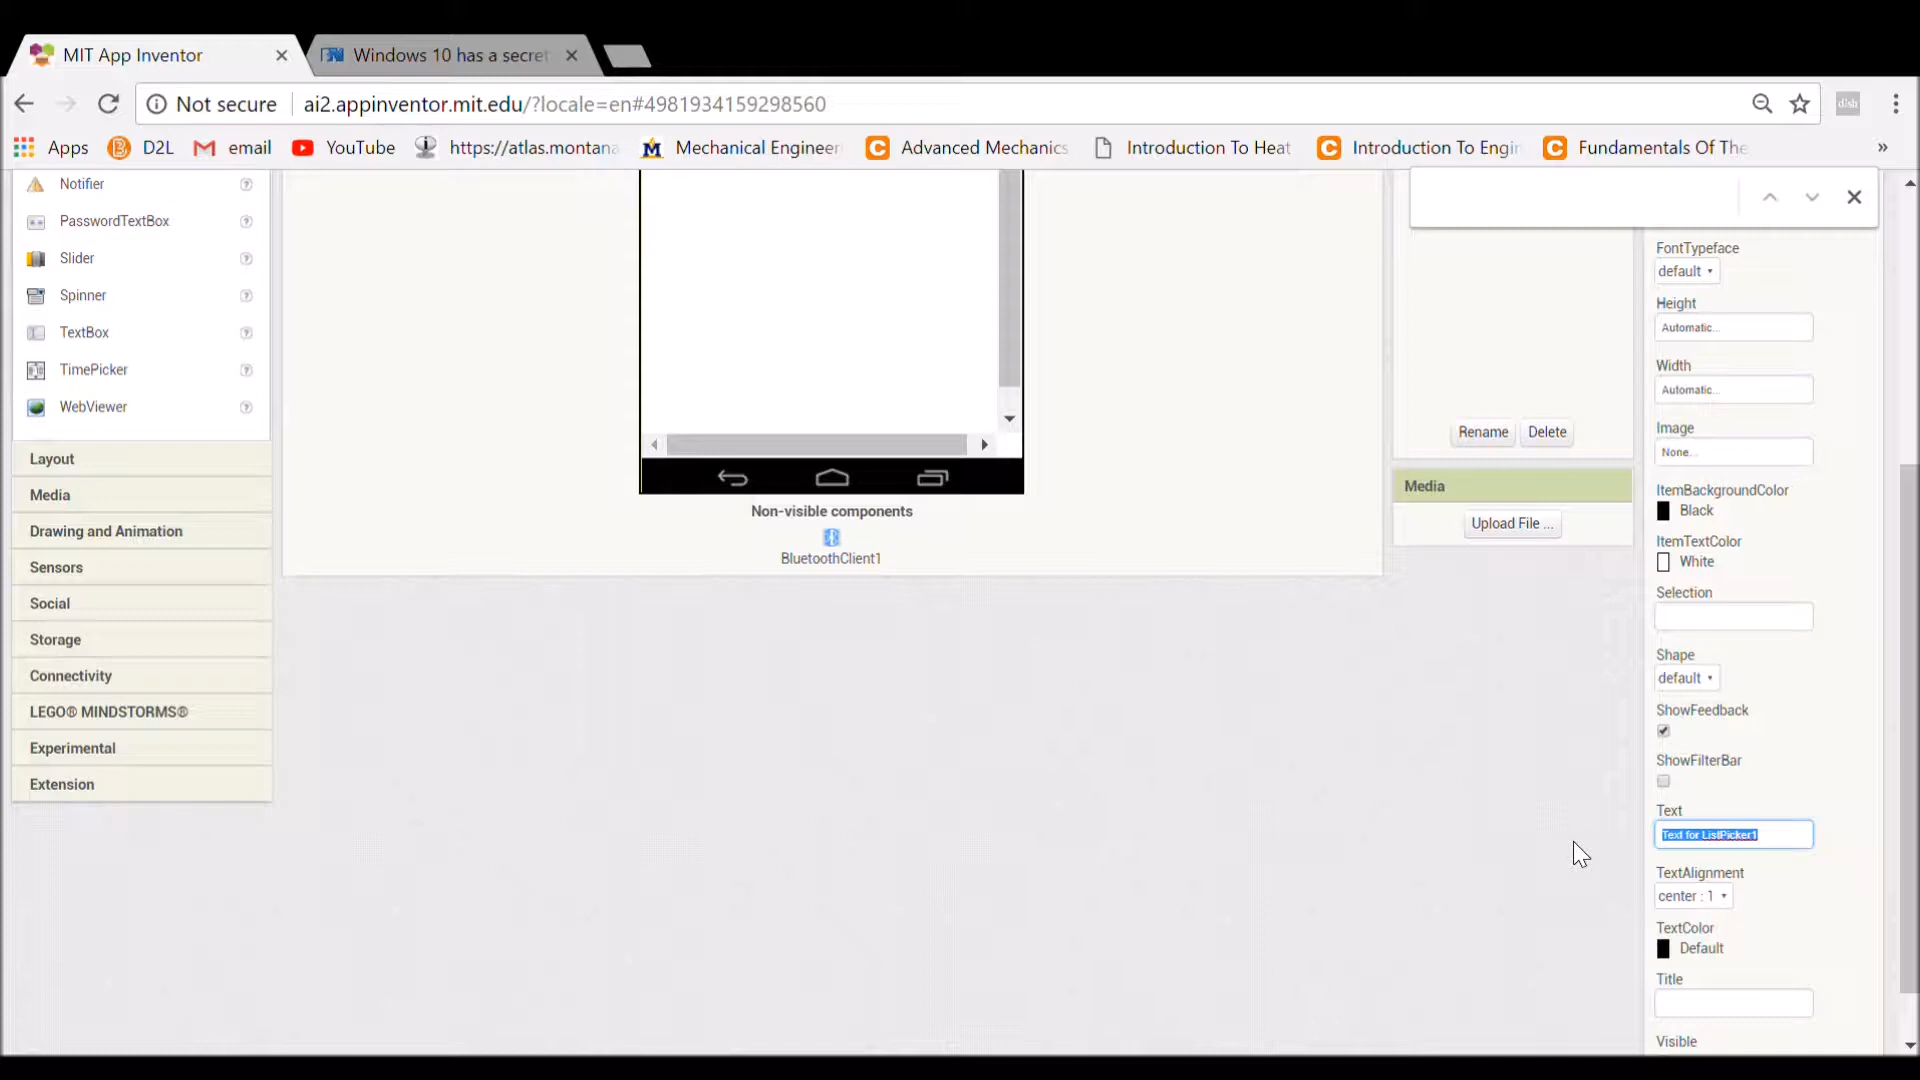 MIT App Inventor
Windows 10 has a secret
Not secure
ai2.appinventor.mit.edu/?locale=en#4981934159298560
dish
Apps
D2L
email
YouTube
https://atlas.montana
Mechanical Engineer
Advanced Mechanics
Introduction To Heat
Introduction To Engin
Fundamentals Of The
»
Notifier
PasswordTextBox
Slider
Spinner
TextBox
TimePicker
WebViewer
Layout
Media
Drawing and Animation
Sensors
Social
Storage
Connectivity
LEGO® MINDSTORMS®
Experimental
Extension
Non-visible components
BluetoothClient1
Rename
Delete
Media
Upload File ...
FontTypeface
default
Height
Automatic...
Width
Automatic...
Image
None...
ItemBackgroundColor
Black
ItemTextColor
White
Selection
Shape
default
ShowFeedback
ShowFilterBar
Text
Text for ListPicker1
TextAlignment
center : 1
TextColor
Default
Title
Visible